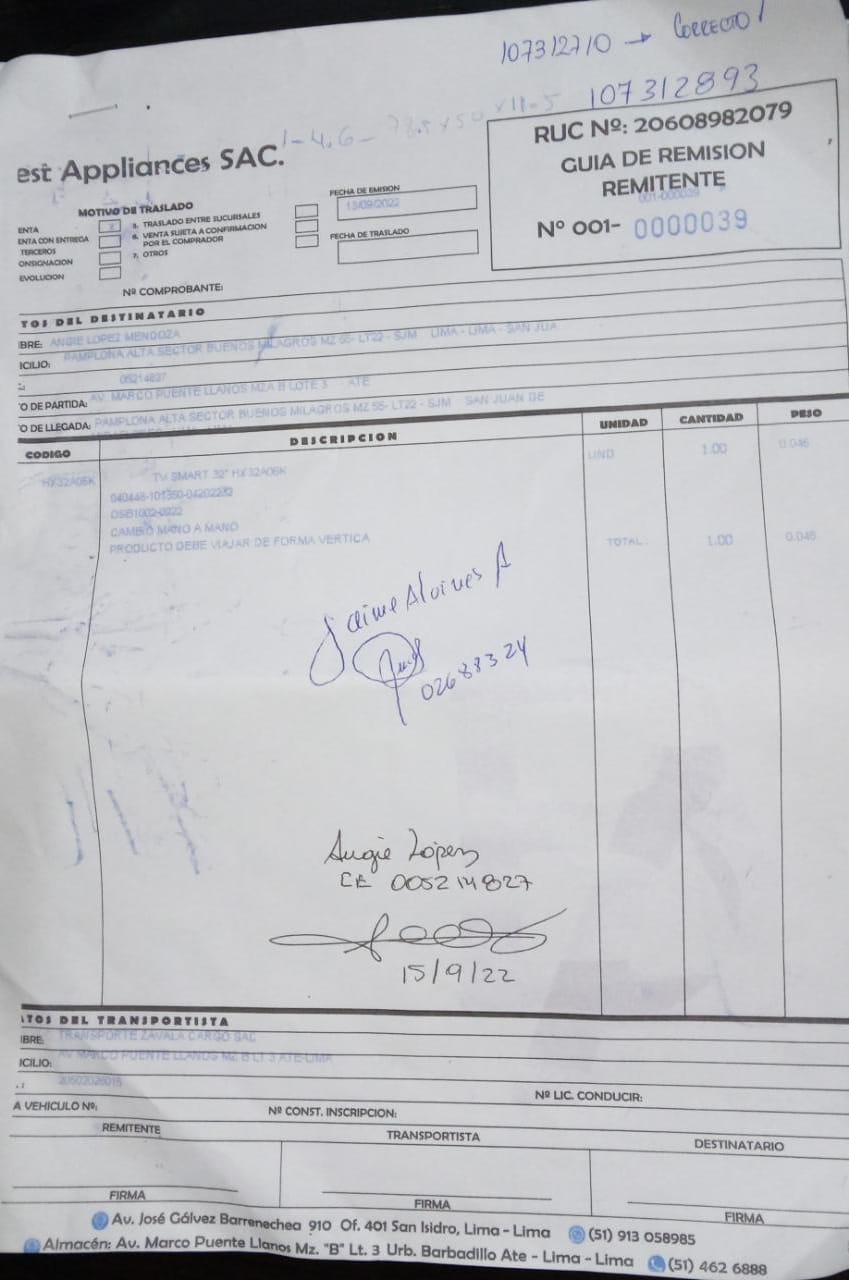 107312710 → CORRECTO!
107312893
1-4.6- 78.5 x 50 x 11.5
est Appliances SAC.
RUC Nº: 20608982079
GUIA DE REMISION
REMITENTE
001-000039
Nº 001- 0000039
MOTIVO DE TRASLADO
ENTA
ENTA CON ENTREGA
TERCEROS
ONSIGNACION
EVOLUCION
X
5. TRASLADO ENTRE SUCURSALES
6. VENTA SUJETA A CONFIRMACION
POR EL COMPRADOR
7. OTROS
FECHA DE EMISION
FECHA DE TRASLADO
Nº COMPROBANTE:
TOS DEL DESTINATARIO
BRE: ANGIE LOPEZ MENDOZA
ICILIO: PAMPLONA ALTA SECTOR BUENOS MILAGROS MZ 55- LT22 - SJM LIMA - LIMA - SAN JUA
O DE PARTIDA: AV. MARCO PUENTE LLANOS MZA B LOTE 3 ATE
O DE LLEGADA: PAMPLONA ALTA SECTOR BUENOS MILAGROS MZ 55- LT22 - SJM SAN JUAN DE
CODIGO DESCRIPCION UNIDAD CANTIDAD PESO
HX32A06K TV SMART 32" HX32A06K UND 1.00 0.046
CAMBIO MANO A MANO
PRODUCTO DEBE VIAJAR DE FORMA VERTICA TOTAL: 1.00 0.046
Jaime
02688324
Angie López
CE 005214827
15/9/22
ATOS DEL TRANSPORTISTA
BRE: TRANSPORTE ZAVALA CARGO SAC
ICILIO: AV MARCO PUENTE LLANOS MZ B LT 3 ATE-LIMA
Nº LIC. CONDUCIR:
A VEHICULO Nº: Nº CONST. INSCRIPCION:
REMITENTE TRANSPORTISTA DESTINATARIO
FIRMA FIRMA FIRMA
Av. José Gálvez Barrenechea 910 Of. 401 San Isidro, Lima - Lima (51) 913 058985
Almacén: Av. Marco Puente Llanos Mz. "B" Lt. 3 Urb. Barbadillo Ate - Lima - Lima (51) 462 6888